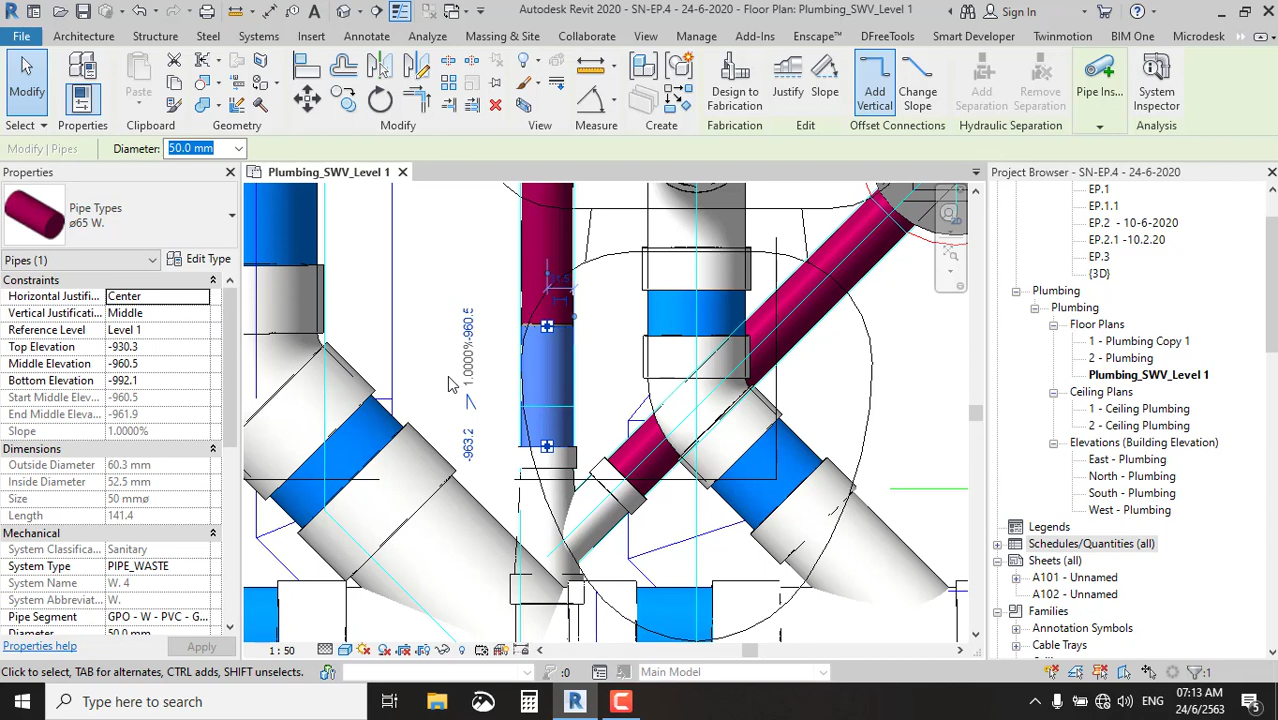 Autodesk Revit 2020 - SN-EP.4 - 24-6-2020 - Floor Plan: Plumbing_SWV_Level 1
Sign In
File Architecture Structure Steel Systems Insert Annotate Analyze Massing & Site Collaborate View Manage Add-Ins Enscape™ DFreeTools Smart Developer Twinmotion BIM One Microdesk
Modify
Paste
Design to
Fabrication
Justify
Slope
Add
Vertical
Change
Slope
Add
Separation
Remove
Separation
Pipe Ins...
System
Inspector
Select Properties Clipboard Geometry Modify View Measure Create Fabrication Edit Offset Connections Hydraulic Separation Analysis
Modify | Pipes Diameter: 50.0 mm
Properties
Pipe Types
ø65 W.
Pipes (1) Edit Type
Constraints
Horizontal Justifi... Center
Vertical Justificat... Middle
Reference Level Level 1
Top Elevation -930.3
Middle Elevation -960.5
Bottom Elevation -992.1
Start Middle Elev... -960.5
End Middle Eleva... -961.9
Slope 1.0000%
Dimensions
Outside Diameter 60.3 mm
Inside Diameter 52.5 mm
Size 50 mmø
Length 141.4
Mechanical
System Classifica... Sanitary
System Type PIPE_WASTE
System Name W. 4
System Abbreviat... W.
Pipe Segment GPO - W - PVC - G...
Diameter 50.0 mm
Properties help Apply
Plumbing_SWV_Level 1
-960.5
1.0000%
-963.2
1 : 50
Project Browser - SN-EP.4 - 24-6-2020
EP.1
EP.1.1
EP.2 - 10-6-2020
EP.2.1 -10.2.20
EP.3
{3D}
Plumbing
Plumbing
Floor Plans
1 - Plumbing Copy 1
2 - Plumbing
Plumbing_SWV_Level 1
Ceiling Plans
1 - Ceiling Plumbing
2 - Ceiling Plumbing
Elevations (Building Elevation)
East - Plumbing
North - Plumbing
South - Plumbing
West - Plumbing
Legends
Schedules/Quantities (all)
Sheets (all)
A101 - Unnamed
A102 - Unnamed
Families
Annotation Symbols
Cable Trays
Click to select, TAB for alternates, CTRL adds, SHIFT unselects.
:0
Main Model
:1
Type here to search
ENG
07:13 AM
24/6/2563
5